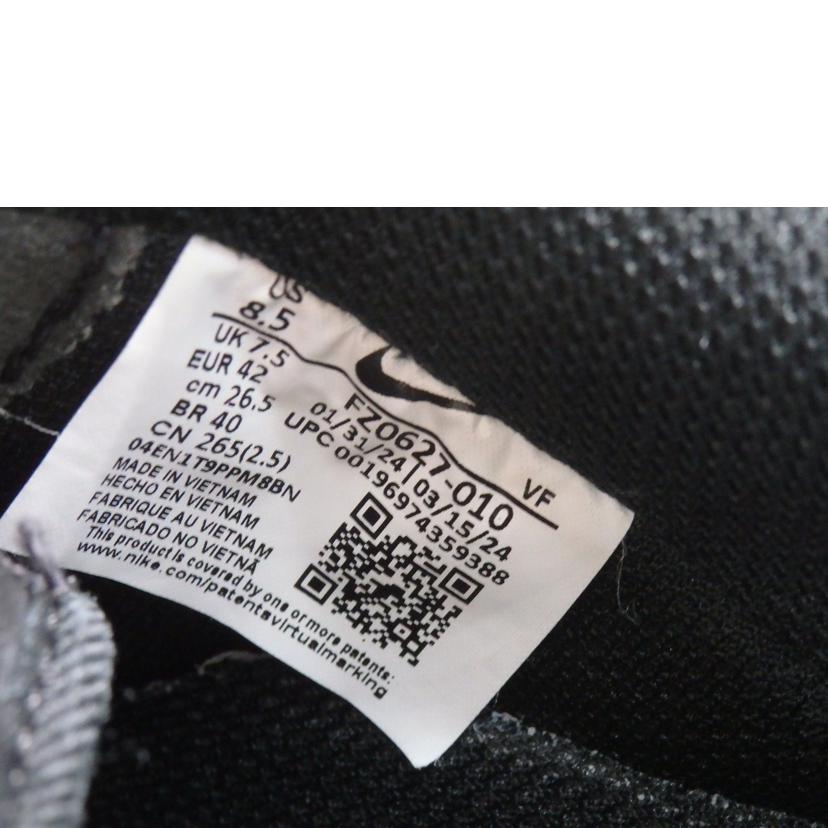 US
8.5
UK 7.5
EUR 42
cm 26.5
BR 40
CN 265(2.5)
04EN1T9PPM8BN
MADE IN VIETNAM
HECHO EN VIETNAM
FABRIQUE AU VIETNAM
FABRICADO NO VIETNÃ
This product is covered by one or more patents:
www.nike.com/patentsvirtualmarking
VF
FZ0627-010
01/31/24 | 03/15/24
UPC 00196974359388